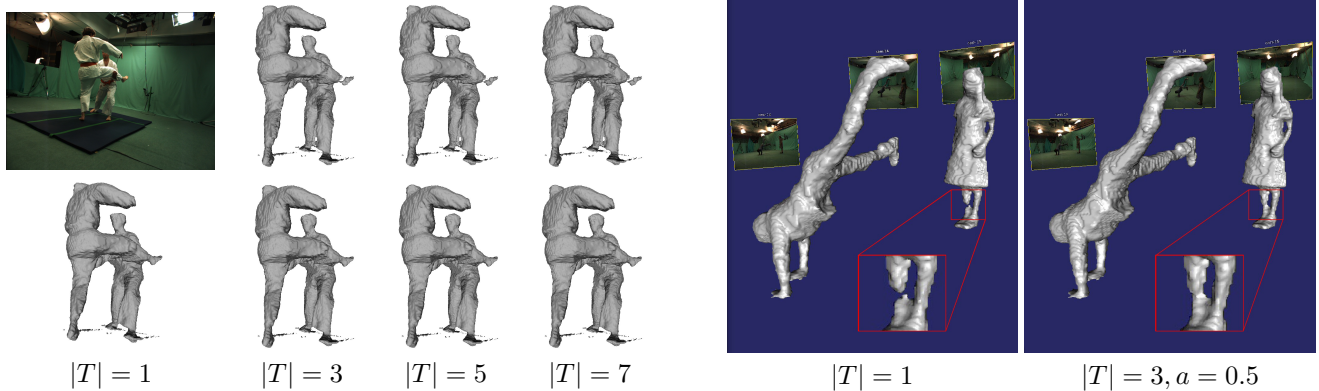 |T| = 1
|T| = 3
|T| = 5
|T| = 7
|T| = 1
|T| = 3, a = 0.5